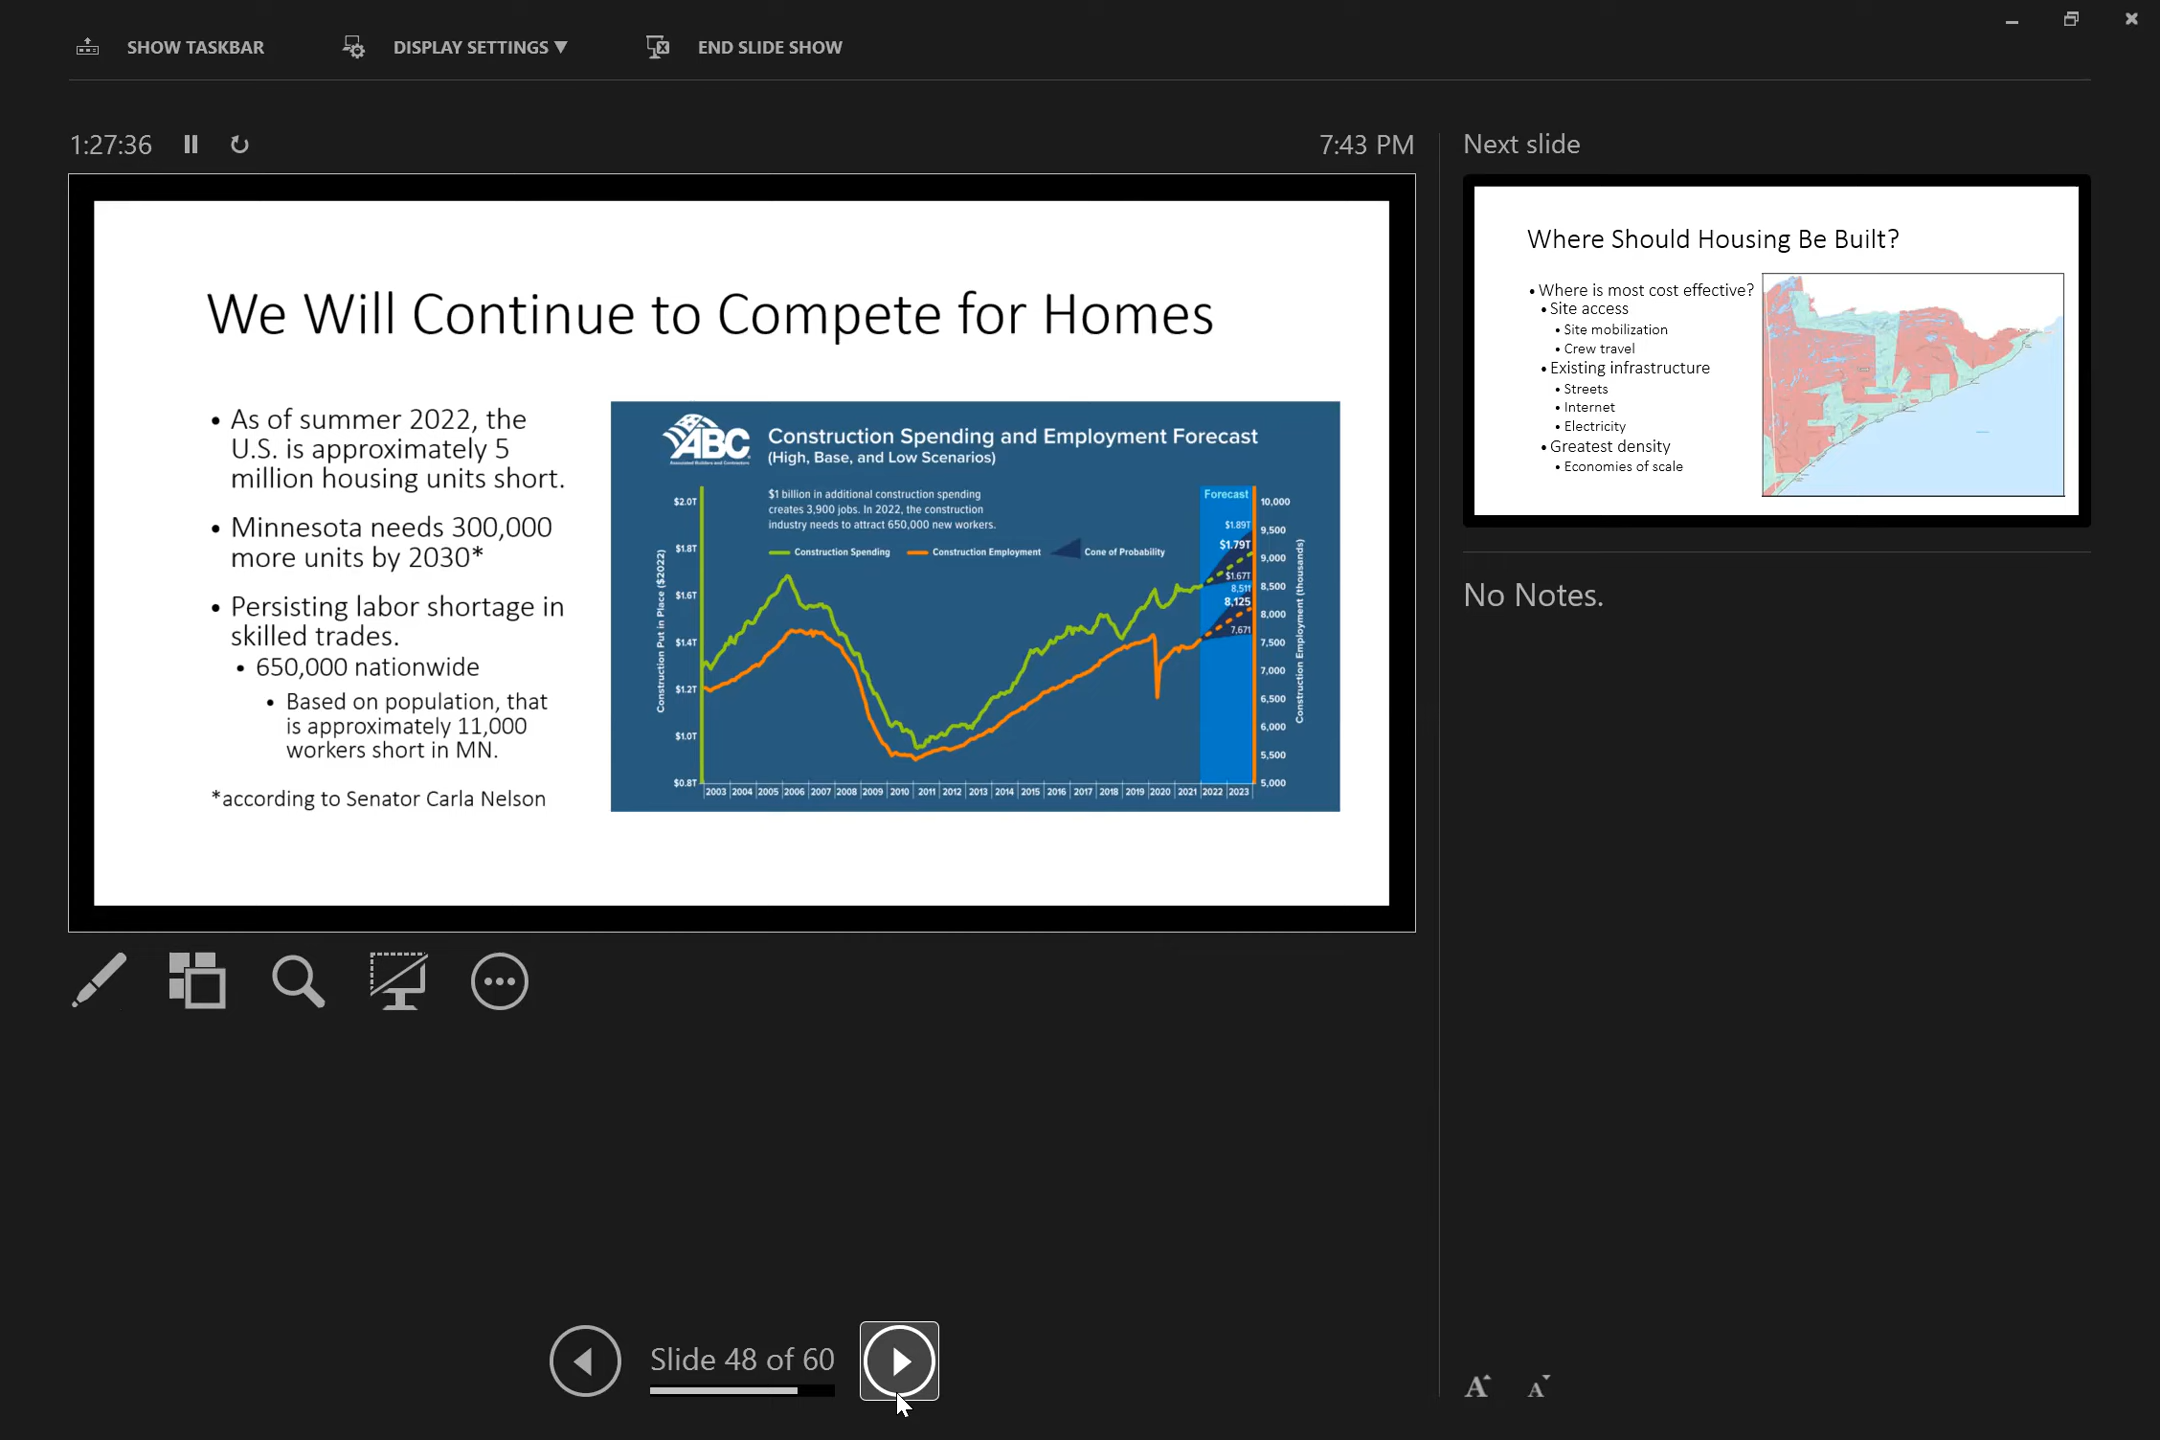 SHOW TASKBAR
DISPLAY SETTINGS ▼
END SLIDE SHOW
1:27:36
7:43 PM
We Will Continue to Compete for Homes
• As of summer 2022, the
U.S. is approximately 5
million housing units short.
• Minnesota needs 300,000
more units by 2030*
• Persisting labor shortage in
skilled trades.
• 650,000 nationwide
• Based on population, that
is approximately 11,000
workers short in MN.
*according to Senator Carla Nelson
ABC
Associated Builders and Contractors
Construction Spending and Employment Forecast
(High, Base, and Low Scenarios)
$1 billion in additional construction spending
creates 3,900 jobs. In 2022, the construction
industry needs to attract 650,000 new workers.
Construction Spending
Construction Employment
Cone of Probability
Forecast
Construction Put in Place ($2022)
$2.0T
$1.8T
$1.6T
$1.4T
$1.2T
$1.0T
$0.8T
$1.89T
$1.79T
$1.67T
8,511
8,125
7,671
10,000
9,500
9,000
8,500
8,000
7,500
7,000
6,500
6,000
5,500
5,000
Construction Employment (thousands)
2003 2004 2005 2006 2007 2008 2009 2010 2011 2012 2013 2014 2015 2016 2017 2018 2019 2020 2021 2022 2023
Slide 48 of 60
Next slide
Where Should Housing Be Built?
• Where is most cost effective?
• Site access
• Site mobilization
• Crew travel
• Existing infrastructure
• Streets
• Internet
• Electricity
• Greatest density
• Economies of scale
No Notes.
A
A